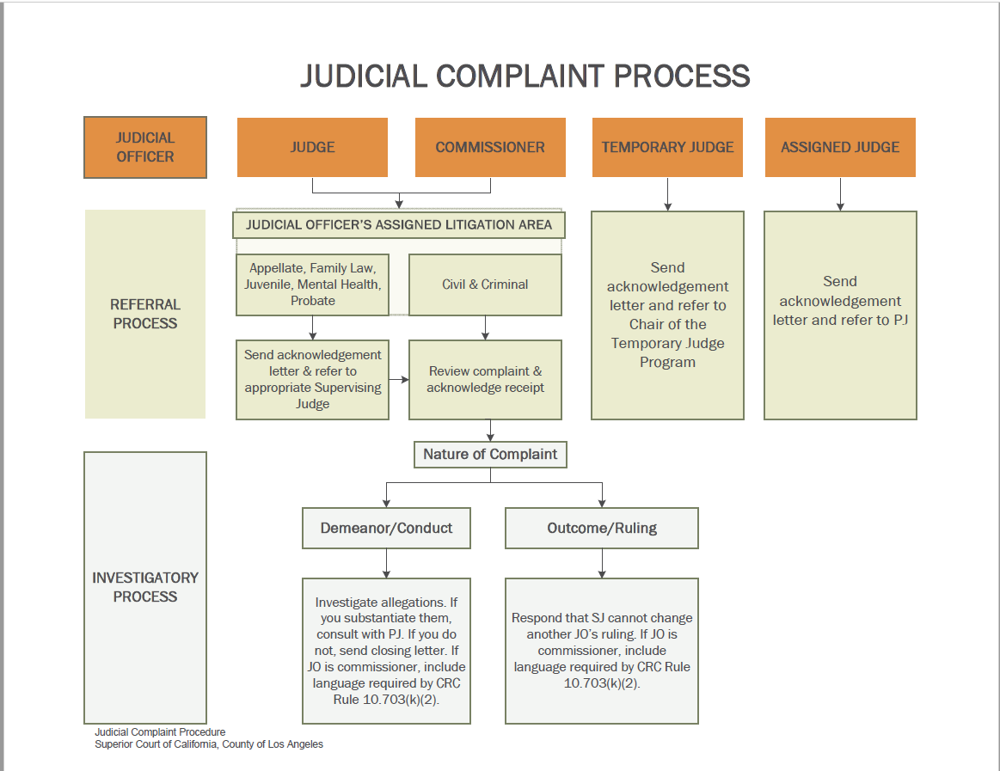 JUDICIAL COMPLAINT PROCESS
JUDICIAL
OFFICER
JUDGE
COMMISSIONER
TEMPORARY JUDGE
ASSIGNED JUDGE
REFERRAL
PROCESS
JUDICIAL OFFICER’S ASSIGNED LITIGATION AREA
Appellate, Family Law,
Juvenile, Mental Health,
Probate
Civil & Criminal
Send acknowledgement
letter & refer to
appropriate Supervising
Judge
Review complaint &
acknowledge receipt
Send
acknowledgement
letter and refer to
Chair of the
Temporary Judge
Program
Send
acknowledgement
letter and refer to PJ
INVESTIGATORY
PROCESS
Nature of Complaint
Demeanor/Conduct
Outcome/Ruling
Investigate allegations. If
you substantiate them,
consult with PJ. If you do
not, send closing letter. If
JO is commissioner, include
language required by CRC
Rule 10.703(k)(2).
Respond that SJ cannot change
another JO’s ruling. If JO is
commissioner, include
language required by CRC Rule
10.703(k)(2).
Judicial Complaint Procedure
Superior Court of California, County of Los Angeles